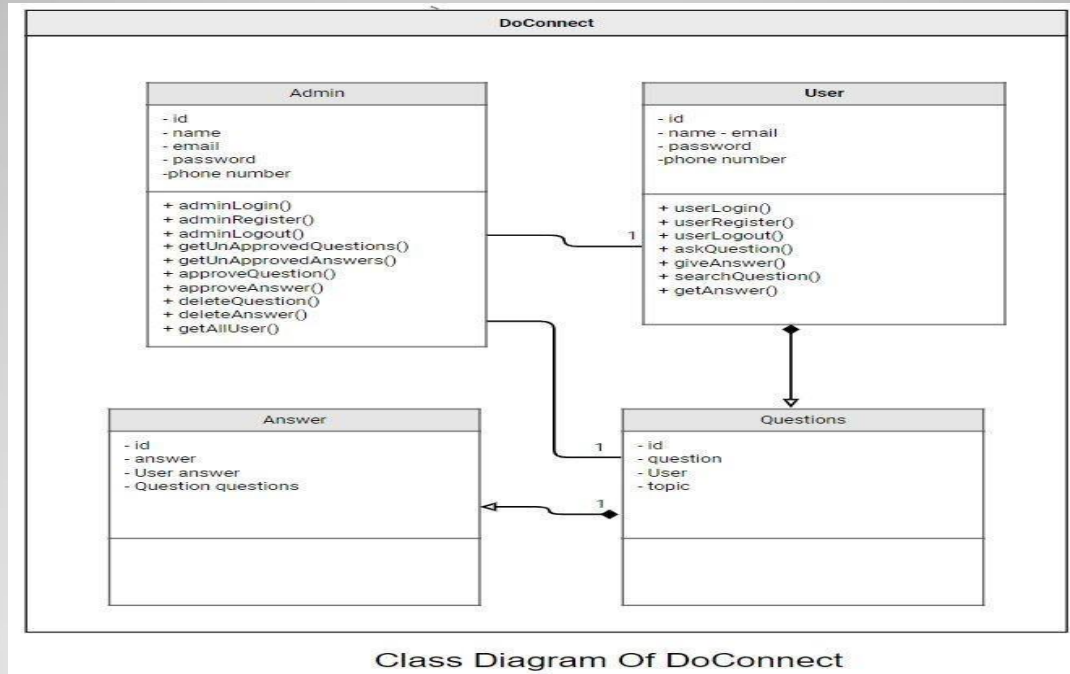 DoConnect
Admin
- id
- name
- email
- password
-phone number
+ adminLogin()
+ adminRegister()
+ adminLogout()
+ getUnApprovedQuestions()
+ getUnApprovedAnswers()
+ approveQuestion()
+ approveAnswer()
+ deleteQuestion()
+ deleteAnswer()
+ getAllUser()
User
- id
- name - email
- password
-phone number
+ userLogin()
+ userRegister()
+ userLogout()
+ askQuestion()
+ giveAnswer()
+ searchQuestion()
+ getAnswer()
1
Answer
- id
- answer
- User answer
- Question questions
Questions
- id
- question
- User
- topic
1
1
Class Diagram Of DoConnect